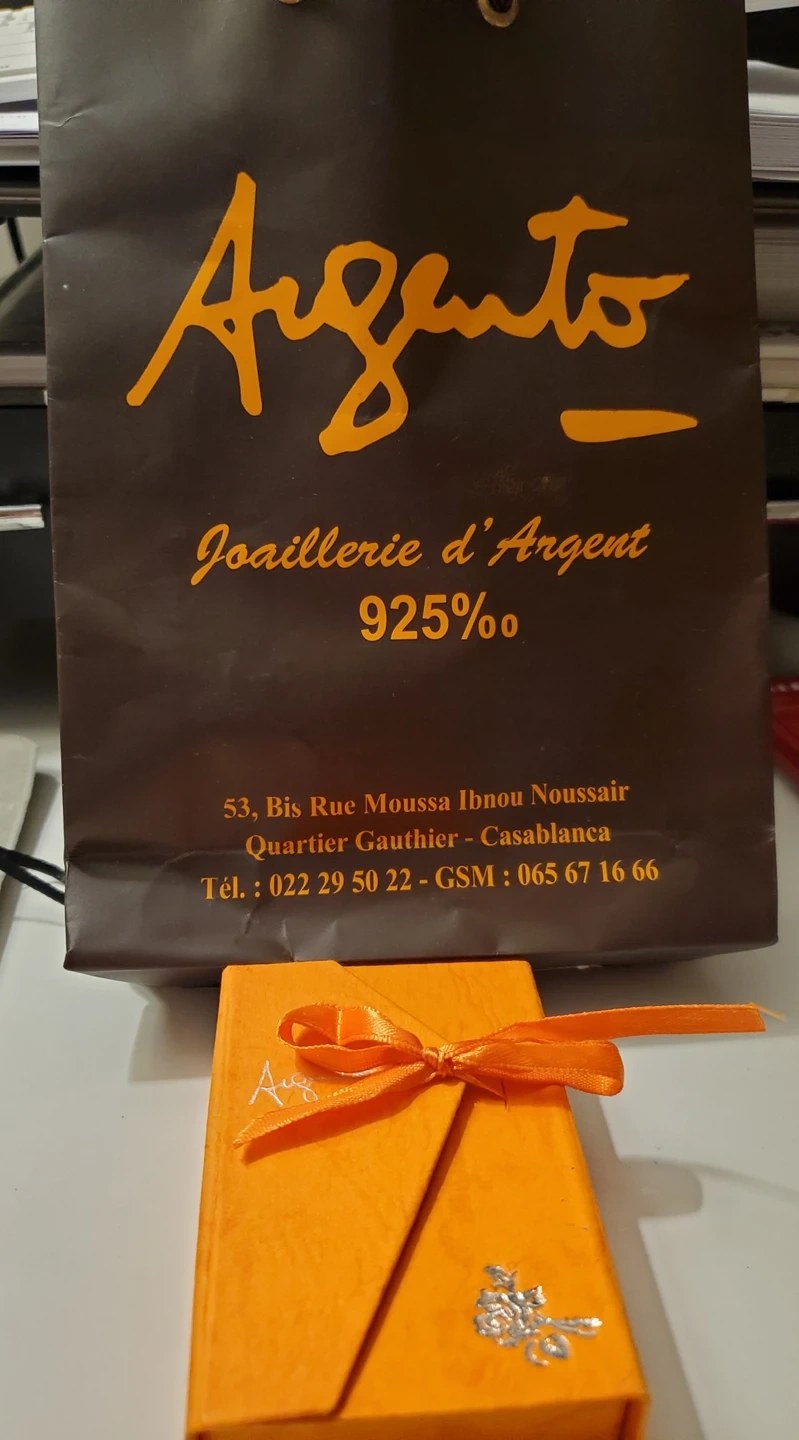 Argento
Joaillerie d'Argent
925‰
53, Bis Rue Moussa Ibnou Noussair
Quartier Gauthier - Casablanca
Tél. : 022 29 50 22 - GSM : 065 67 16 66